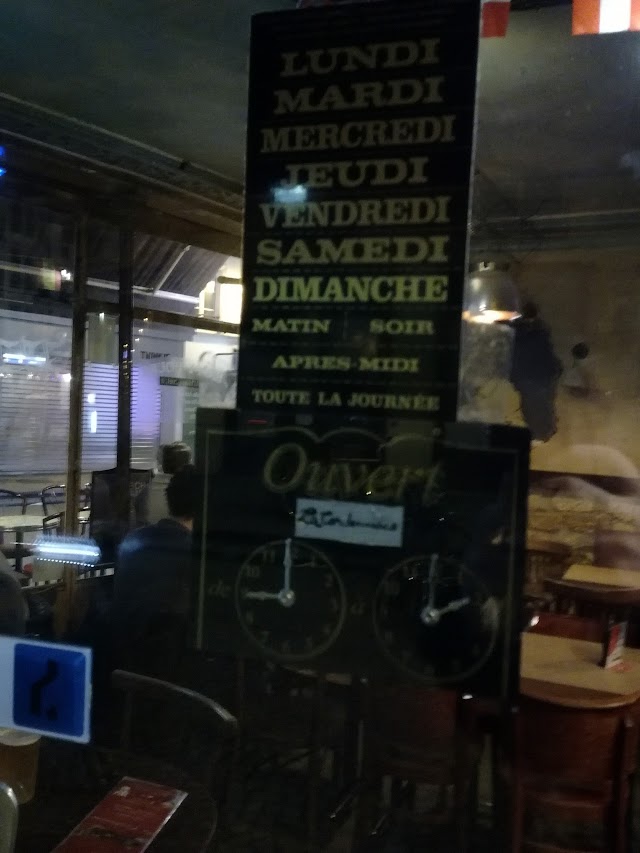 LUNDI
MARDI
MERCREDI
JEUDI
VENDREDI
SAMEDI
DIMANCHE
MATIN SOIR
APRES-MIDI
TOUTE LA JOURNÉE
Ouvert
de à